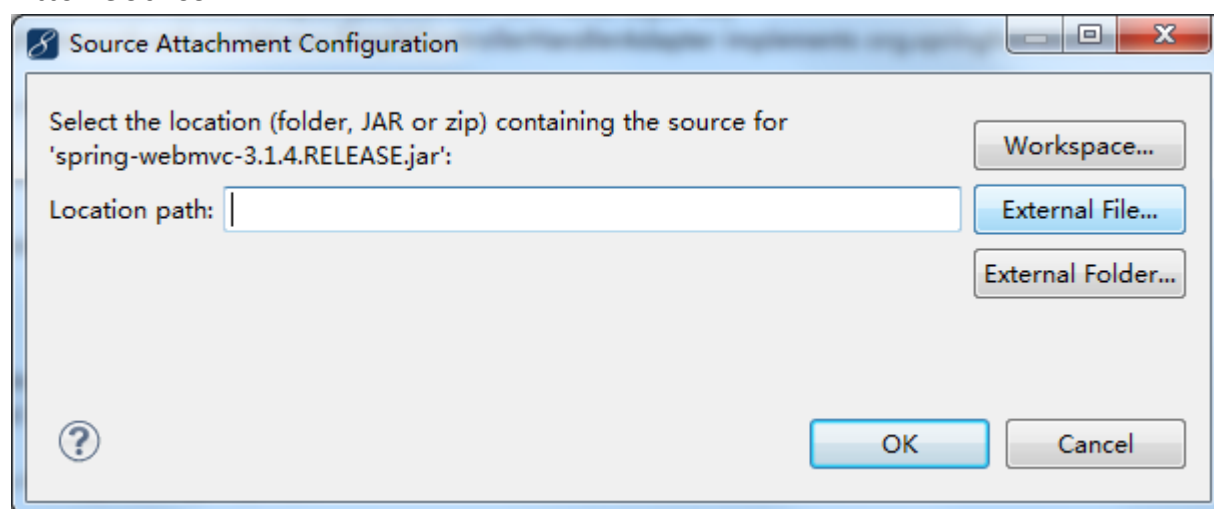 Source Attachment Configuration
Select the location (folder, JAR or zip) containing the source for
'spring-webmvc-3.1.4.RELEASE.jar':
Workspace...
Location path:
External File...
External Folder...
?
OK
Cancel